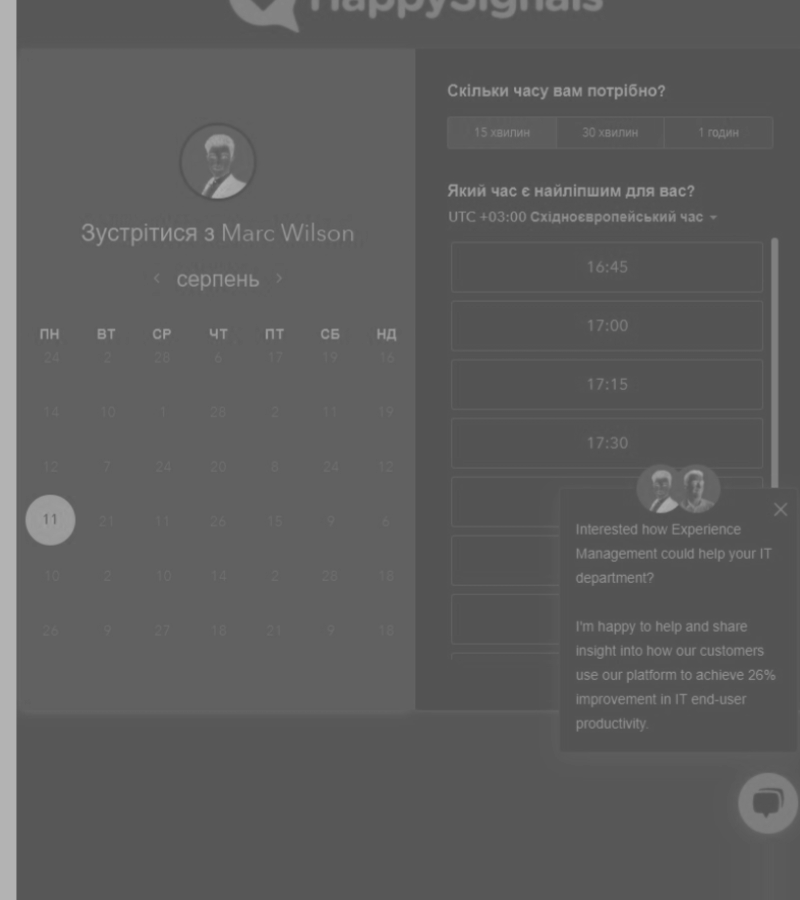 HappySignals
Зустрітися з Marc Wilson
серпень
ПН ВТ СР ЧТ ПТ СБ НД
24 2 28 6 17 19 16
14 10 1 28 2 11 19
12 7 24 20 8 24 12
11 21 11 26 15 9 6
10 2 10 14 2 28 18
26 9 27 18 21 9 18
Скільки часу вам потрібно?
15 хвилин 30 хвилин 1 годин
Який час є найліпшим для вас?
UTC +03:00 Східноєвропейський час
16:45
17:00
17:15
17:30
Interested how Experience
Management could help your IT
department?
I'm happy to help and share
insight into how our customers
use our platform to achieve 26%
improvement in IT end-user
productivity.